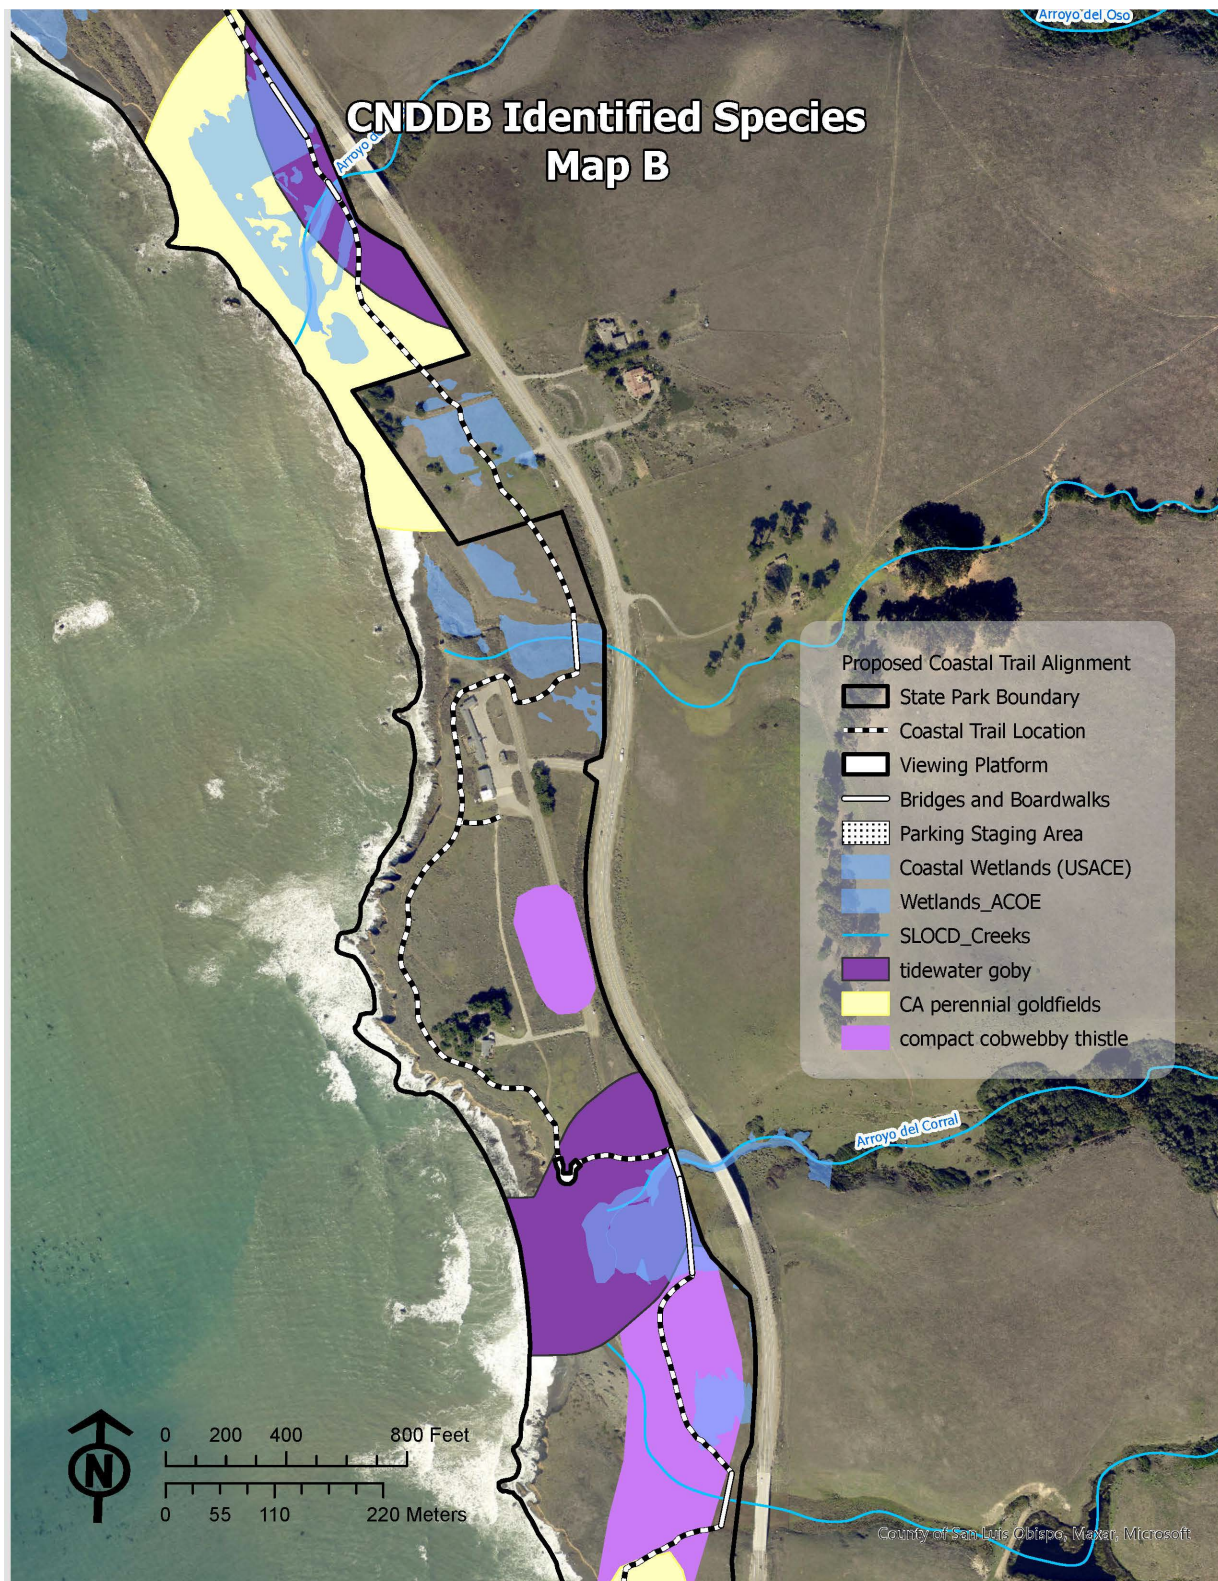 Arroyo del Oso
CNDDB Identified Species
Map B
Arroyo de
Proposed Coastal Trail Alignment
State Park Boundary
Coastal Trail Location
Viewing Platform
Bridges and Boardwalks
Parking Staging Area
Coastal Wetlands (USACE)
Wetlands_ACOE
SLOCD_Creeks
tidewater goby
CA perennial goldfields
compact cobwebby thistle
Arroyo del Corral
N
0 200 400 800 Feet
0 55 110 220 Meters
County of San Luis Obispo, Maxar, Microsoft